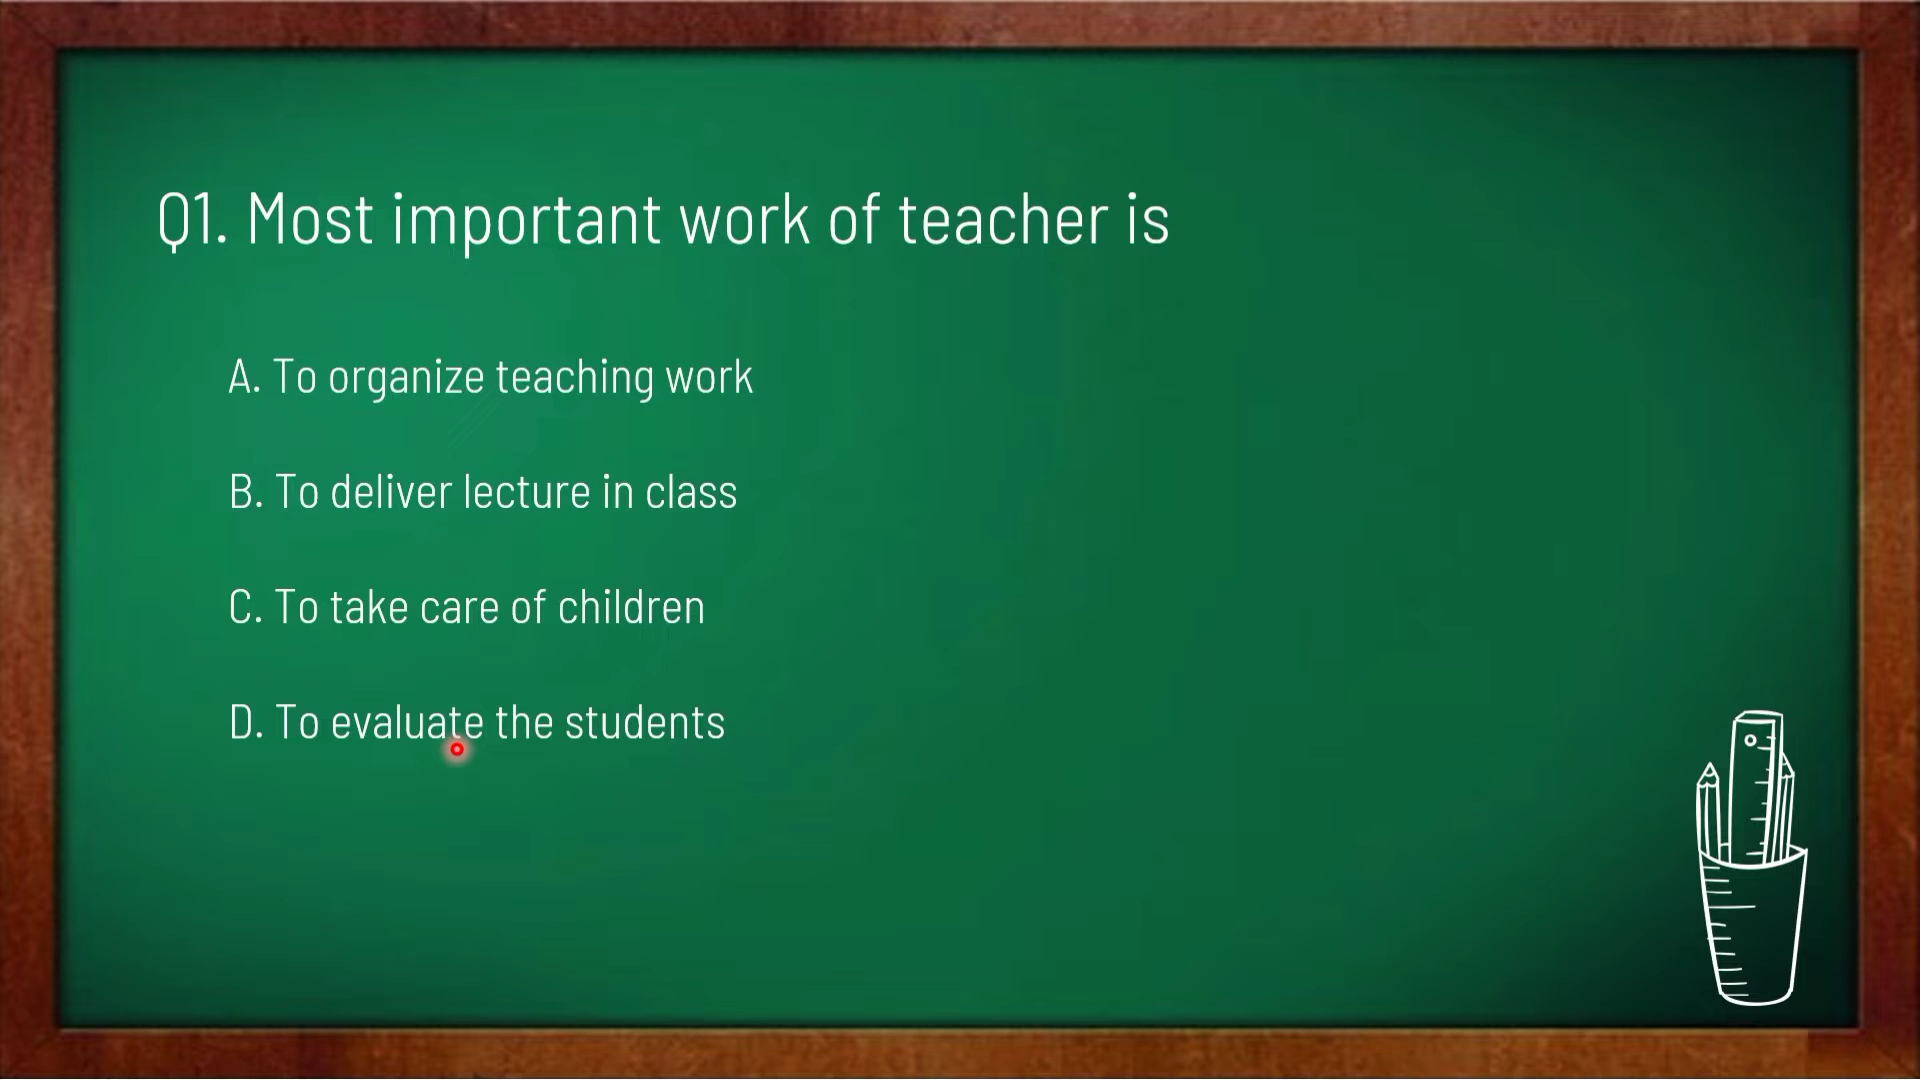 Q1. Most important work of teacher is
A. To organize teaching work
B. To deliver lecture in class
C. To take care of children
D. To evaluate the students